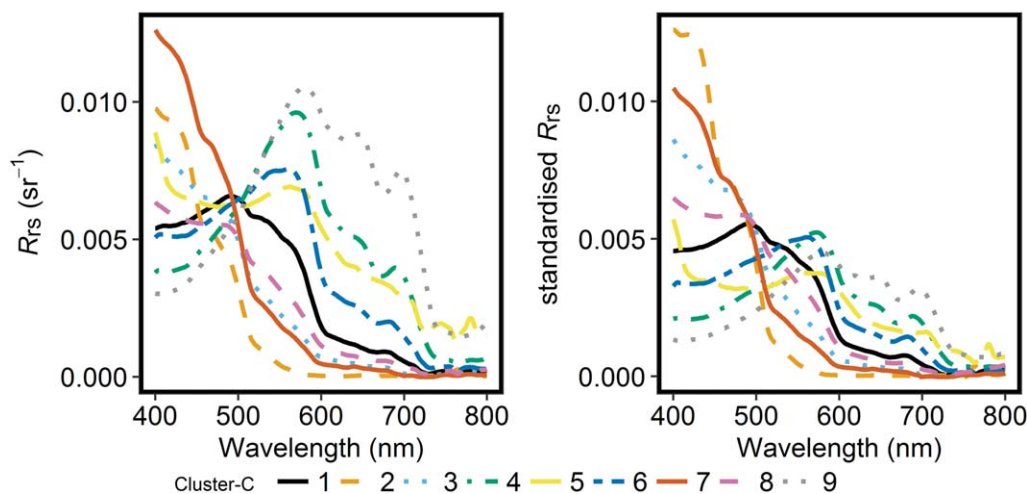 Rrs (sr−1)
0.010
0.005
0.000
400 500 600 700 800
Wavelength (nm)
standardised Rrs
0.010
0.005
0.000
400 500 600 700 800
Wavelength (nm)
Cluster-C 1 2 3 4 5 6 7 8 9